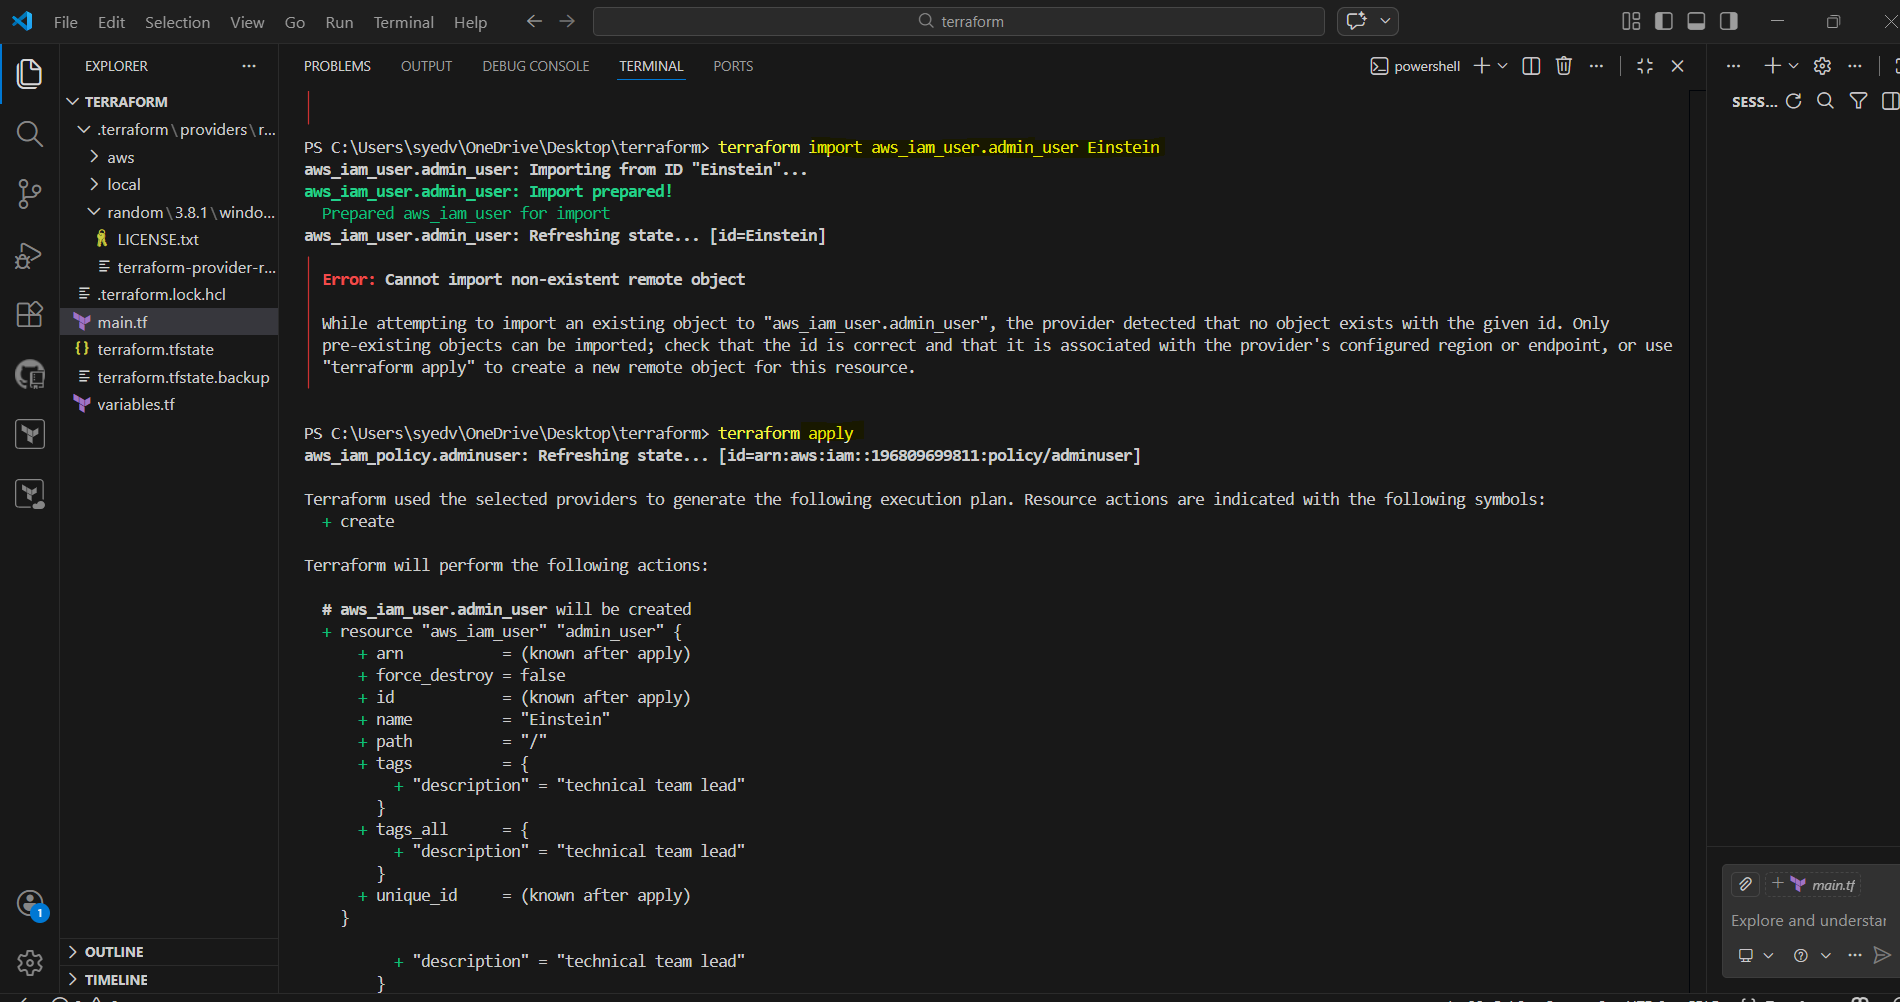 File Edit Selection View Go Run Terminal Help
terraform
EXPLORER
TERRAFORM
.terraform\providers\r...
aws
local
random\3.8.1\windo...
LICENSE.txt
terraform-provider-r...
.terraform.lock.hcl
main.tf
terraform.tfstate
terraform.tfstate.backup
variables.tf
OUTLINE
TIMELINE
1
PROBLEMS OUTPUT DEBUG CONSOLE TERMINAL PORTS
powershell
PS C:\Users\syedv\OneDrive\Desktop\terraform> terraform import aws_iam_user.admin_user Einstein
aws_iam_user.admin_user: Importing from ID "Einstein"...
aws_iam_user.admin_user: Import prepared!
Prepared aws_iam_user for import
aws_iam_user.admin_user: Refreshing state... [id=Einstein]
Error: Cannot import non-existent remote object
While attempting to import an existing object to "aws_iam_user.admin_user", the provider detected that no object exists with the given id. Only
pre-existing objects can be imported; check that the id is correct and that it is associated with the provider's configured region or endpoint, or use
"terraform apply" to create a new remote object for this resource.
PS C:\Users\syedv\OneDrive\Desktop\terraform> terraform apply
aws_iam_policy.adminuser: Refreshing state... [id=arn:aws:iam::196809699811:policy/adminuser]
Terraform used the selected providers to generate the following execution plan. Resource actions are indicated with the following symbols:
+ create
Terraform will perform the following actions:
# aws_iam_user.admin_user will be created
+ resource "aws_iam_user" "admin_user" {
+ arn = (known after apply)
+ force_destroy = false
+ id = (known after apply)
+ name = "Einstein"
+ path = "/"
+ tags = {
+ "description" = "technical team lead"
}
+ tags_all = {
+ "description" = "technical team lead"
}
+ unique_id = (known after apply)
}
+ "description" = "technical team lead"
}
SESS...
main.tf
Explore and understan